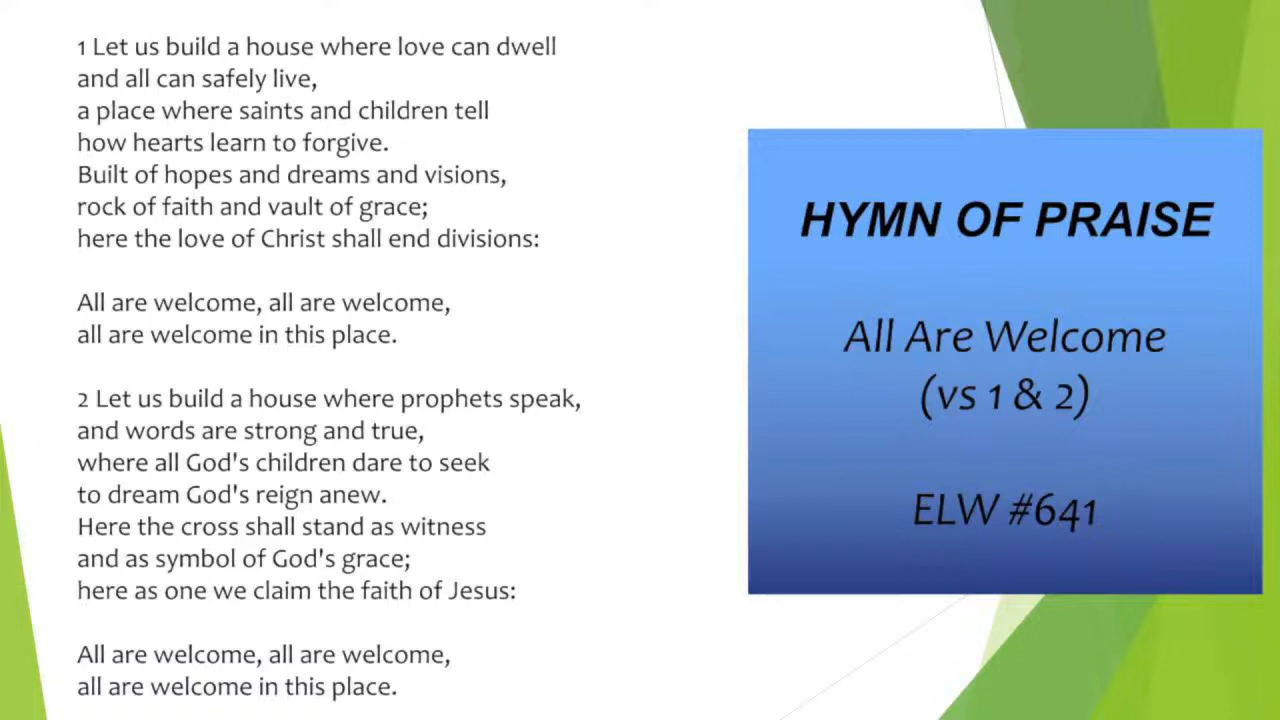 1 Let us build a house where love can dwell
and all can safely live,
a place where saints and children tell
how hearts learn to forgive.
Built of hopes and dreams and visions,
rock of faith and vault of grace;
here the love of Christ shall end divisions:
All are welcome, all are welcome,
all are welcome in this place.
2 Let us build a house where prophets speak,
and words are strong and true,
where all God's children dare to seek
to dream God's reign anew.
Here the cross shall stand as witness
and as symbol of God's grace;
here as one we claim the faith of Jesus:
All are welcome, all are welcome,
all are welcome in this place.
HYMN OF PRAISE
All Are Welcome
(vs 1 & 2)
ELW #641